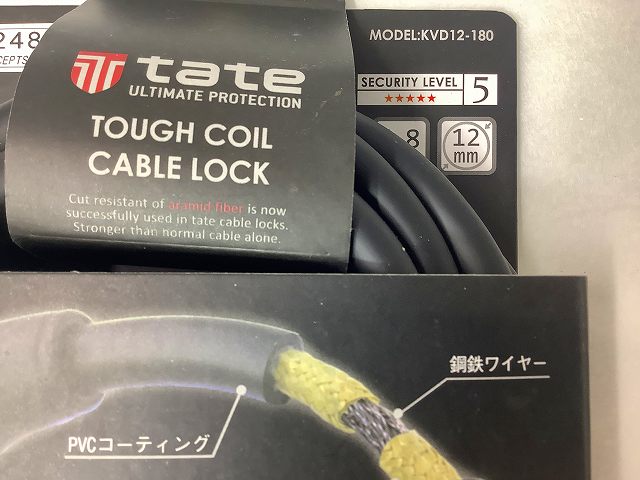 248
CEPTS
tate
ULTIMATE PROTECTION
TOUGH COIL
CABLE LOCK
Cut resistant of aramid fiber is now
successfully used in tate cable locks.
Stronger than normal cable alone.
MODEL:KVD12-180
SECURITY LEVEL 5
★★★★★
8
12
mm
鋼鉄ワイヤー
PVCコーティング